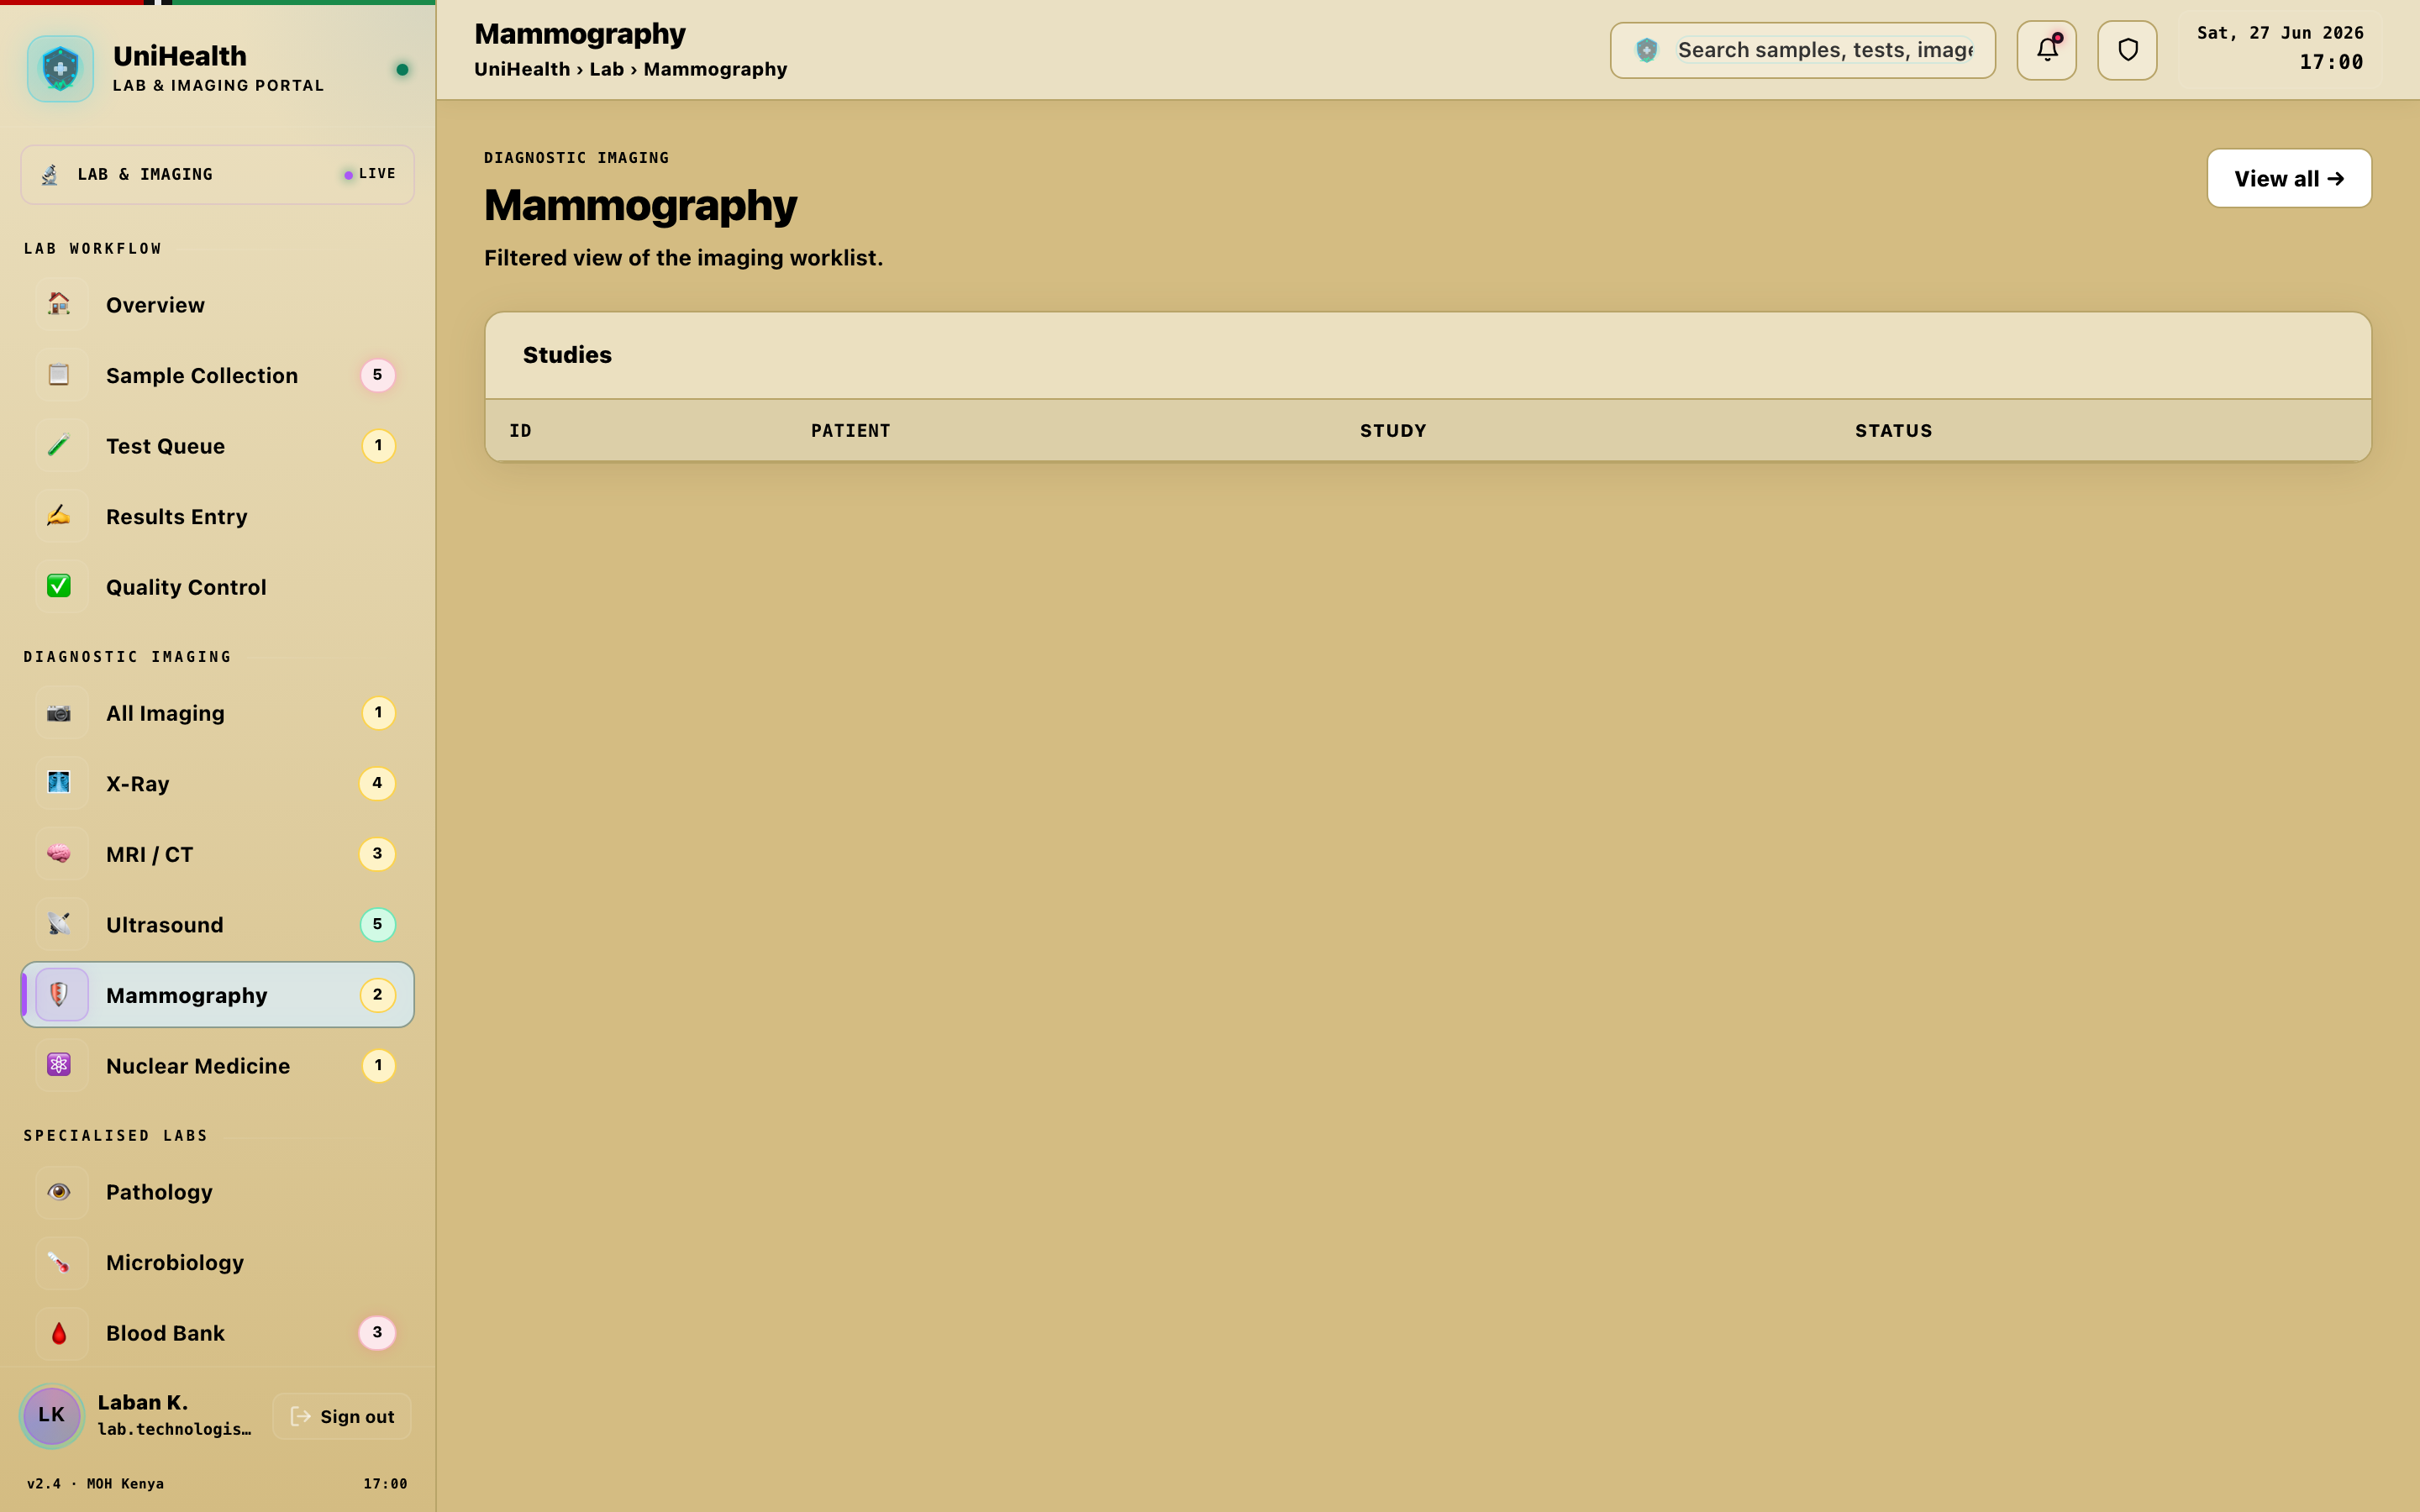 UniHealth
LAB & IMAGING PORTAL
LAB & IMAGING
LIVE
LAB WORKFLOW
Overview
Sample Collection
5
Test Queue
1
Results Entry
Quality Control
DIAGNOSTIC IMAGING
All Imaging
1
X-Ray
4
MRI / CT
3
Ultrasound
5
Mammography
2
Nuclear Medicine
1
SPECIALISED LABS
Pathology
Microbiology
Blood Bank
3
LK
Laban K.
lab.technologis…
Sign out
v2.4 · MOH Kenya
17:00
Mammography
UniHealth › Lab › Mammography
Search samples, tests, image
Sat, 27 Jun 2026
17:00
DIAGNOSTIC IMAGING
Mammography
Filtered view of the imaging worklist.
View all →
Studies
ID PATIENT STUDY STATUS